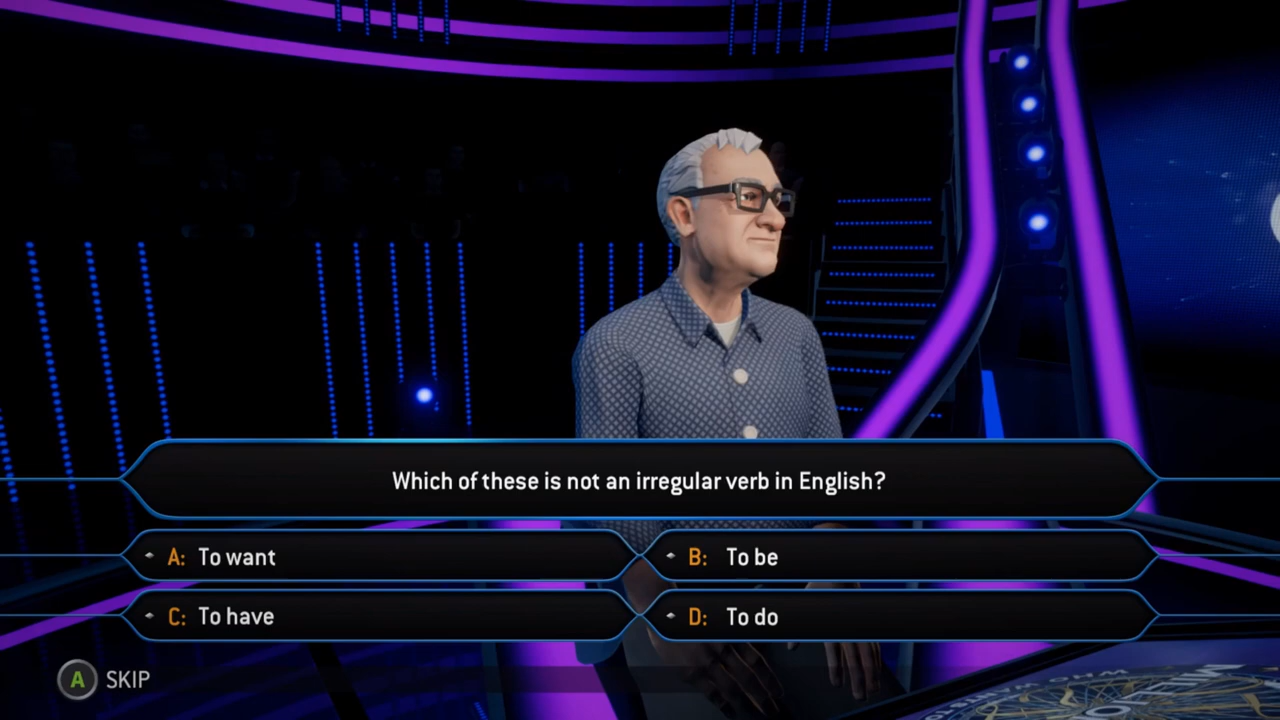 Which of these is not an irregular verb in English?
A: To want
B: To be
C: To have
D: To do
A SKIP